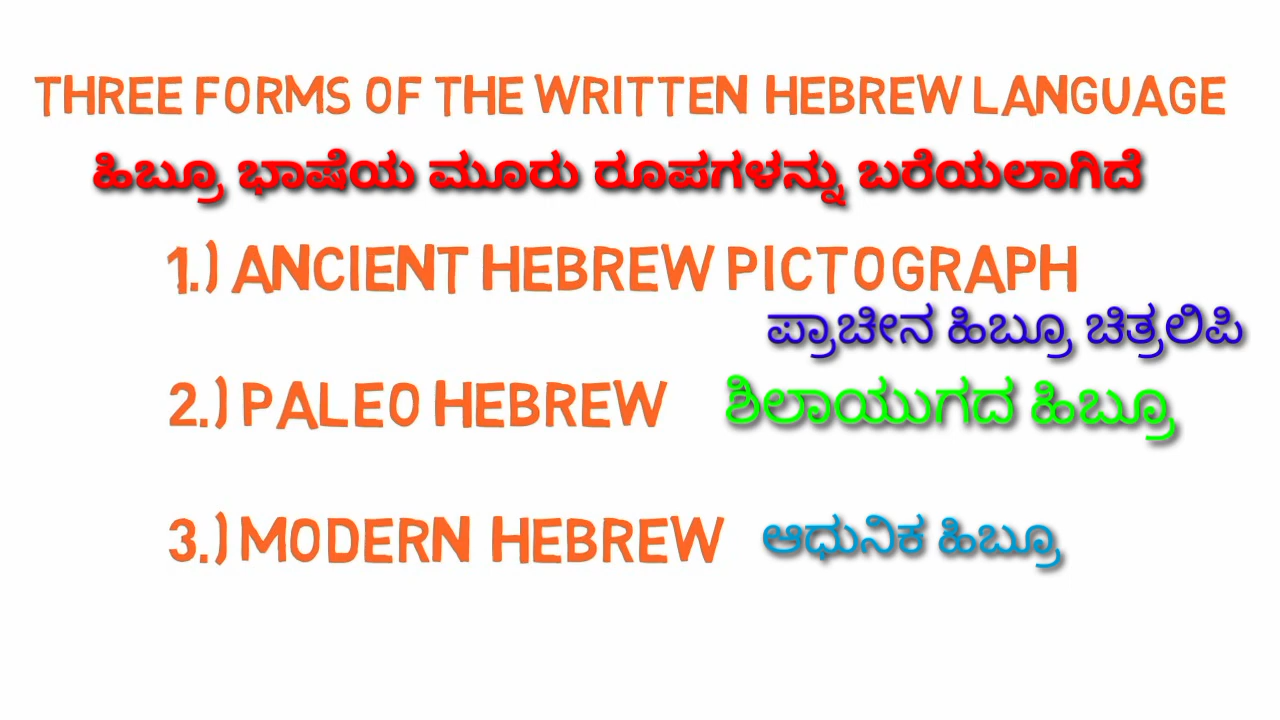 THREE FORMS OF THE WRITTEN HEBREW LANGUAGE
ಹಿಬ್ರೂ ಭಾಷೆಯ ಮೂರು ರೂಪಗಳನ್ನು ಬರೆಯಲಾಗಿದೆ
1.) ANCIENT HEBREW PICTOGRAPH
ಪ್ರಾಚೀನ ಹಿಬ್ರೂ ಚಿತ್ರಲಿಪಿ
2.) PALEO HEBREW ಶಿಲಾಯುಗದ ಹಿಬ್ರೂ
3.) MODERN HEBREW ಆಧುನಿಕ ಹಿಬ್ರೂ